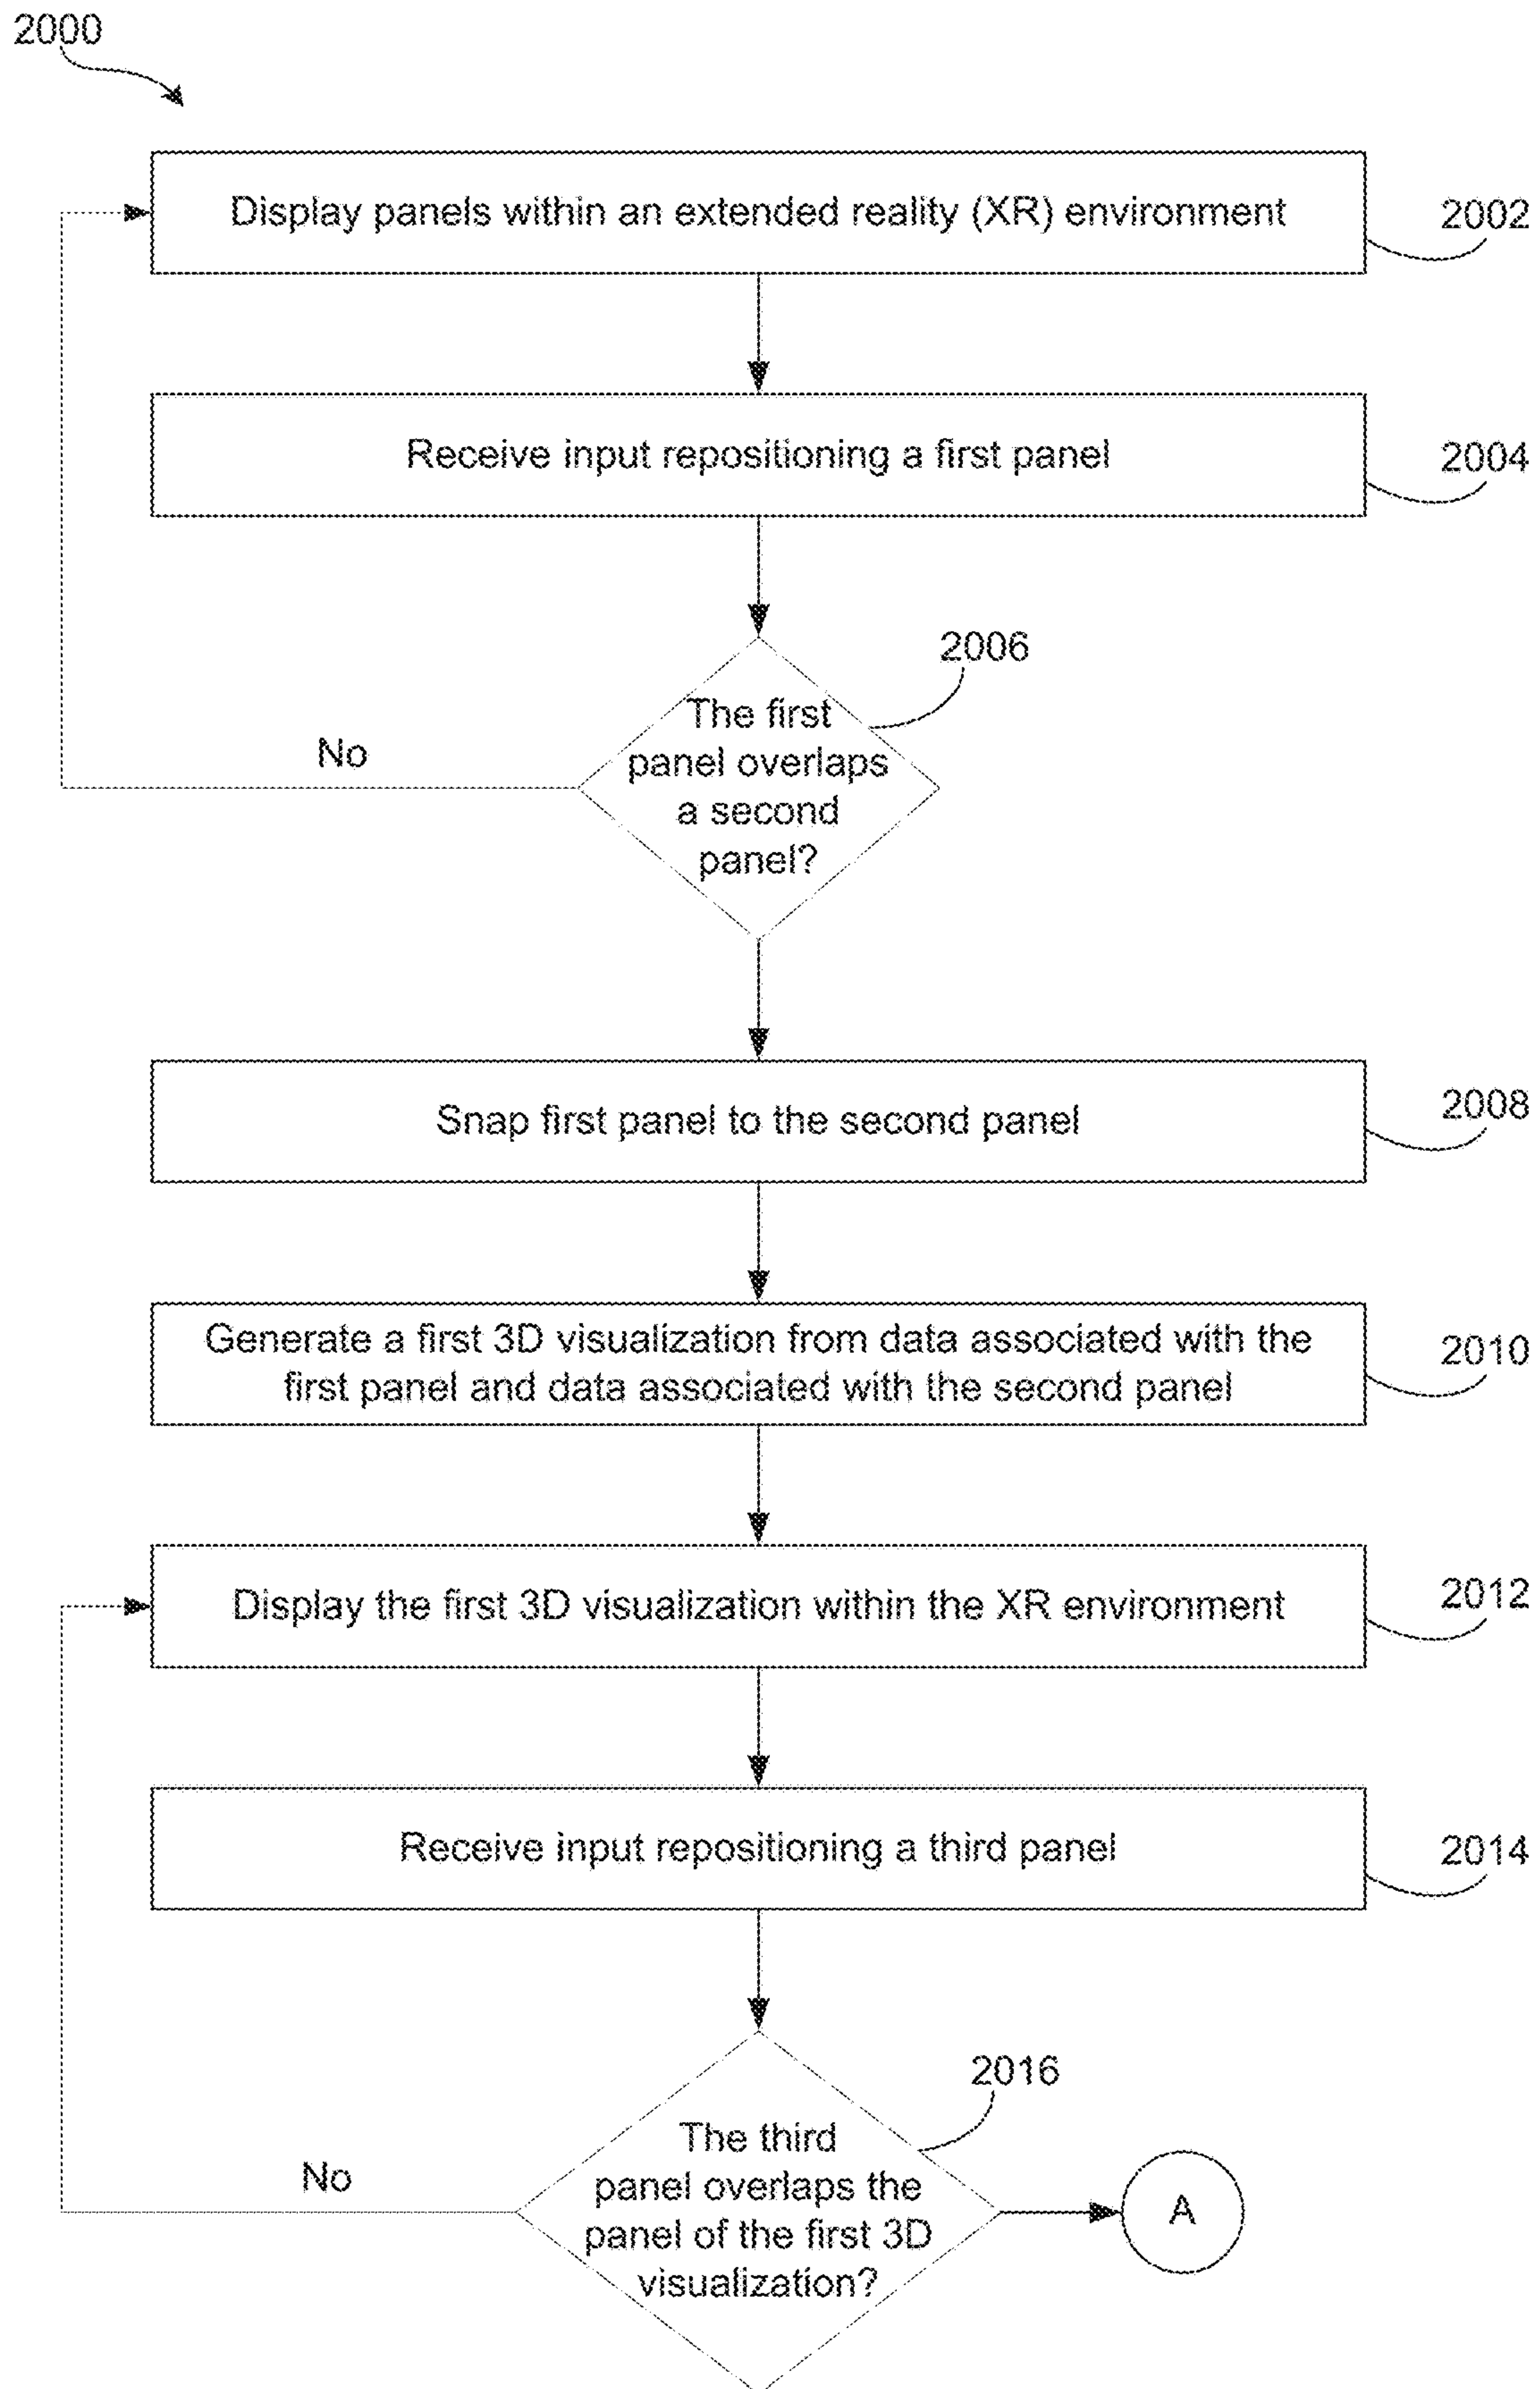 2000
Display panels within an extended reality (XR) environment
2002
Receive input repositioning a first panel
2004
2006
The first
panel overlaps
a second
panel?
No
Snap first panel to the second panel
2008
Generate a first 3D visualization from data associated with the
first panel and data associated with the second panel
2010
Display the first 3D visualization within the XR environment
2012
Receive input repositioning a third panel
2014
2016
The third
panel overlaps the
panel of the first 3D
visualization?
No
A